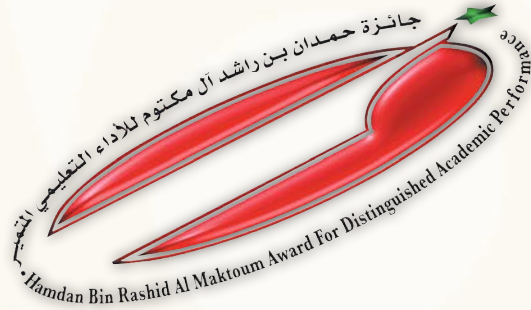 جائزة حمدان بن راشد آل مكتوم للأداء التعليمي المتميز
Hamdan Bin Rashid Al Maktoum Award For Distinguished Academic Performance